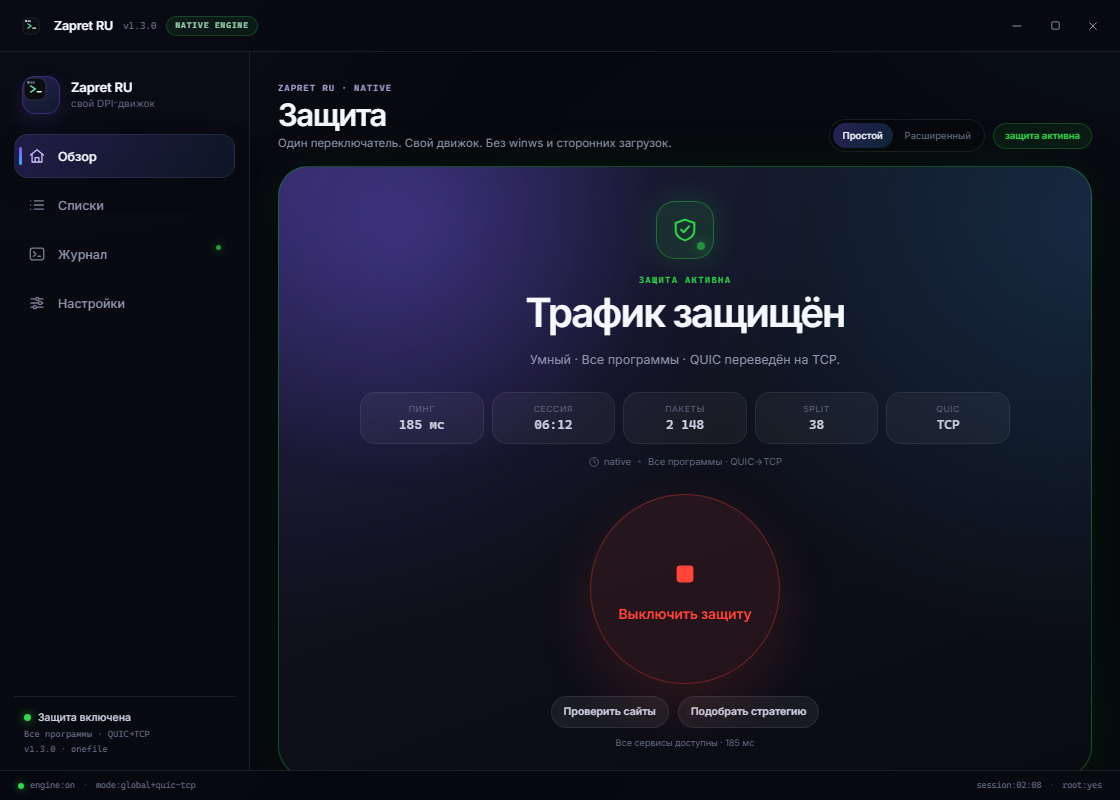 Zapret RU v1.3.0 NATIVE ENGINE
Zapret RU
свой DPI-движок
Обзор
Списки
Журнал
Настройки
Защита включена
Все программы · QUIC→TCP
v1.3.0 · onefile
ZAPRET RU · NATIVE
Защита
Один переключатель. Свой движок. Без winws и сторонних загрузок.
Простой Расширенный защита активна
ЗАЩИТА АКТИВНА
Трафик защищён
Умный · Все программы · QUIC переведён на TCP.
ПИНГ СЕССИЯ ПАКЕТЫ SPLIT QUIC
185 мс 06:12 2 148 38 TCP
native • Все программы · QUIC→TCP
Выключить защиту
Проверить сайты Подобрать стратегию
Все сервисы доступны · 185 мс
engine:on · mode:global+quic-tcp session:02:08 · root:yes